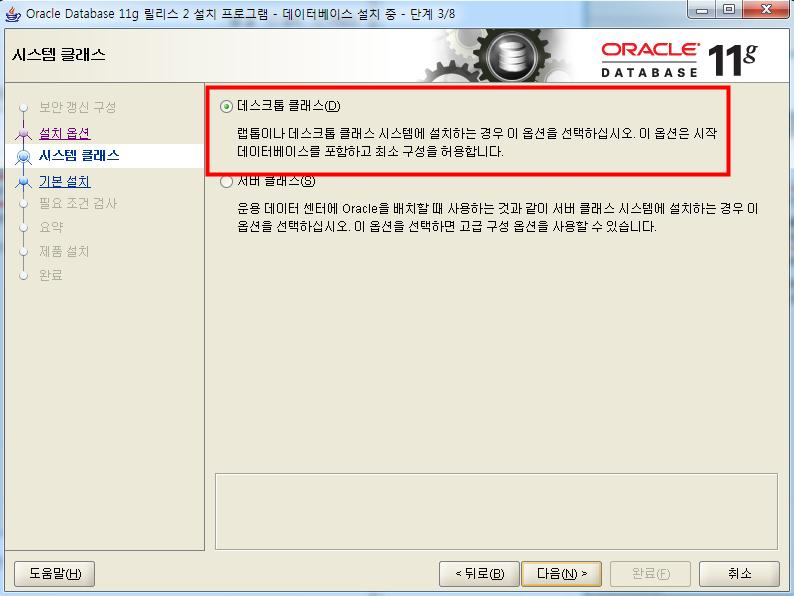 Oracle Database 11g 릴리스 2 설치 프로그램 - 데이터베이스 설치 중 - 단계 3/8
시스템 클래스
ORACLE
DATABASE
11g
보안 갱신 구성
설치 옵션
시스템 클래스
기본 설치
필요 조건 검사
요약
제품 설치
완료
데스크톱 클래스(D)
랩톱이나 데스크톱 클래스 시스템에 설치하는 경우 이 옵션을 선택하십시오. 이 옵션은 시작
데이터베이스를 포함하고 최소 구성을 허용합니다.
서버 클래스(S)
운용 데이터 센터에 Oracle을 배치할 때 사용하는 것과 같이 서버 클래스 시스템에 설치하는 경우 이
옵션을 선택하십시오. 이 옵션을 선택하면 고급 구성 옵션을 사용할 수 있습니다.
도움말(H)
< 뒤로(B)
다음(N) >
완료(F)
취소